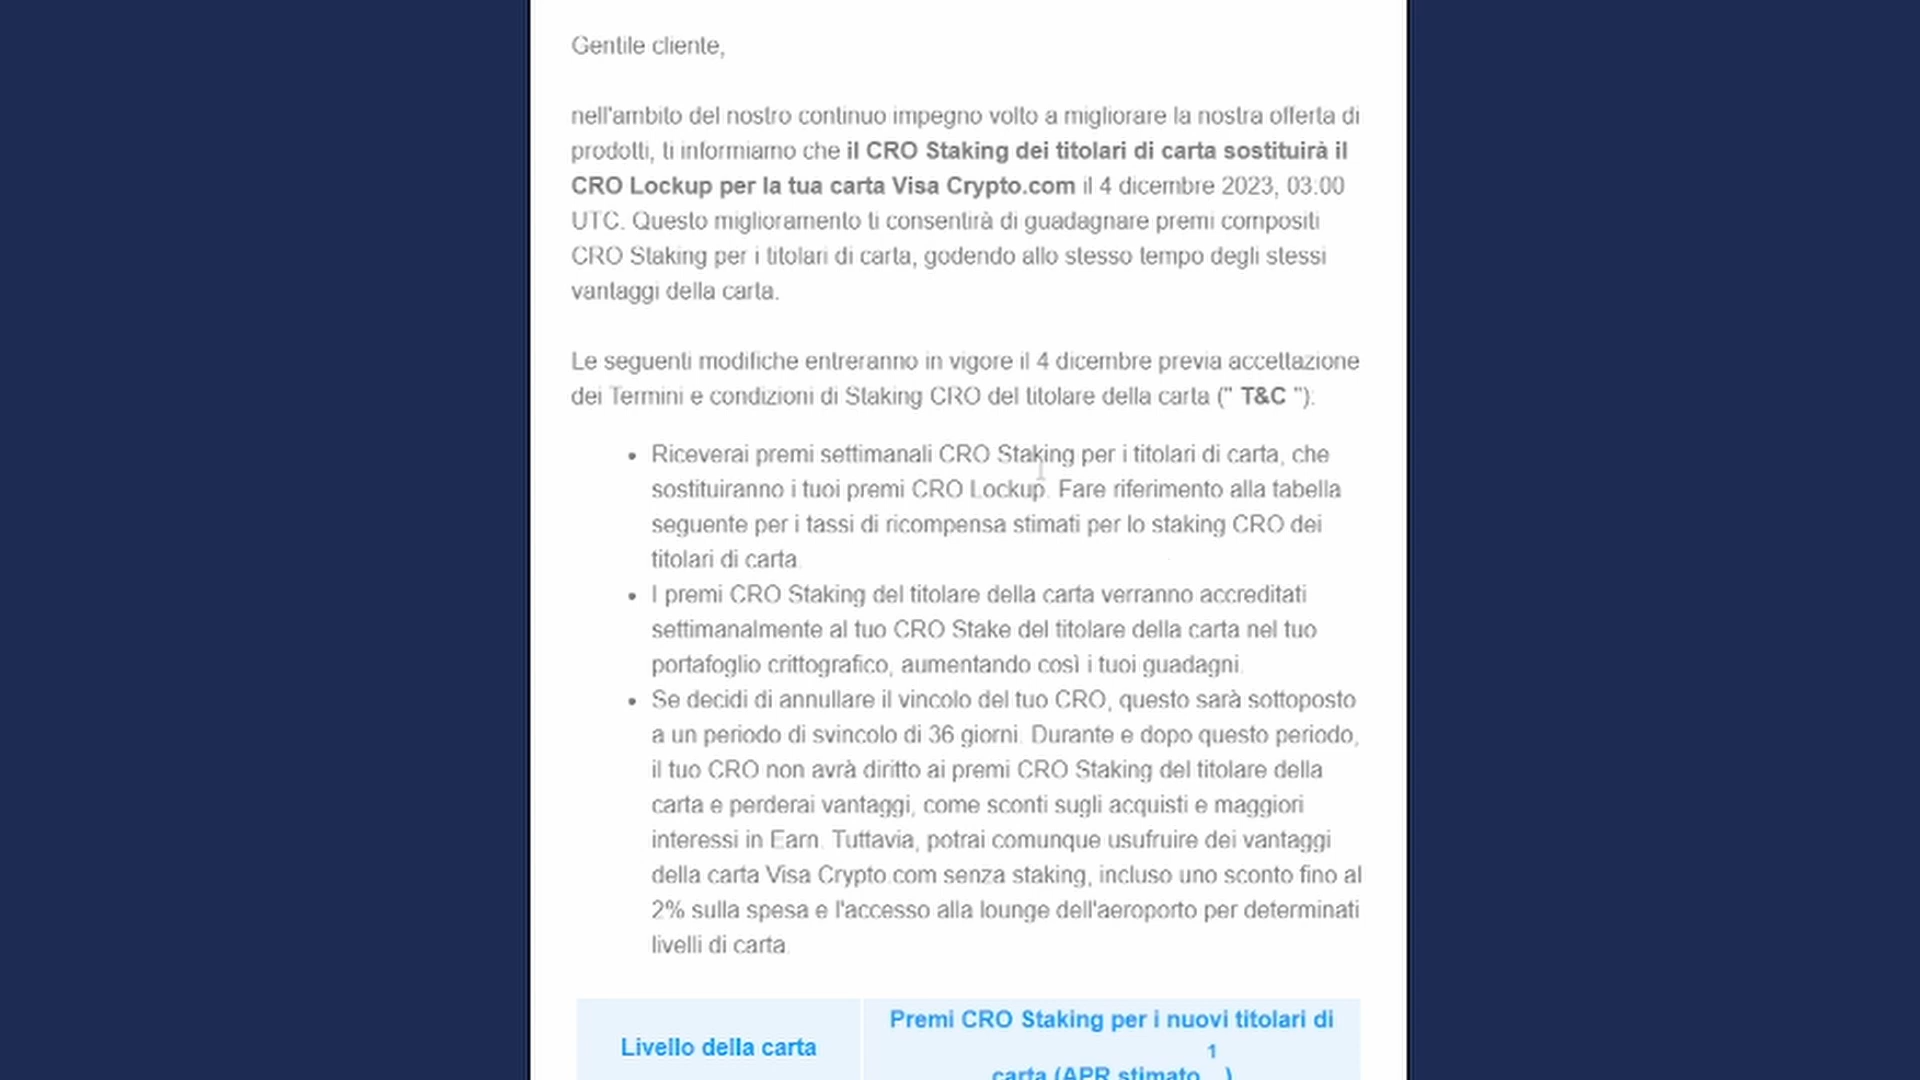 Gentile cliente,
nell'ambito del nostro continuo impegno volto a migliorare la nostra offerta di
prodotti, ti informiamo che il CRO Staking dei titolari di carta sostituirà il
CRO Lockup per la tua carta Visa Crypto.com il 4 dicembre 2023, 03:00
UTC. Questo miglioramento ti consentirà di guadagnare premi compositi
CRO Staking per i titolari di carta, godendo allo stesso tempo degli stessi
vantaggi della carta.
Le seguenti modifiche entreranno in vigore il 4 dicembre previa accettazione
dei Termini e condizioni di Staking CRO del titolare della carta (" T&C "):
• Riceverai premi settimanali CRO Staking per i titolari di carta, che
sostituiranno i tuoi premi CRO Lockup. Fare riferimento alla tabella
seguente per i tassi di ricompensa stimati per lo staking CRO dei
titolari di carta.
• I premi CRO Staking del titolare della carta verranno accreditati
settimanalmente al tuo CRO Stake del titolare della carta nel tuo
portafoglio crittografico, aumentando così i tuoi guadagni.
• Se decidi di annullare il vincolo del tuo CRO, questo sarà sottoposto
a un periodo di svincolo di 36 giorni. Durante e dopo questo periodo,
il tuo CRO non avrà diritto ai premi CRO Staking del titolare della
carta e perderai vantaggi, come sconti sugli acquisti e maggiori
interessi in Earn. Tuttavia, potrai comunque usufruire dei vantaggi
della carta Visa Crypto.com senza staking, incluso uno sconto fino al
2% sulla spesa e l'accesso alla lounge dell'aeroporto per determinati
livelli di carta.
Livello della carta
Premi CRO Staking per i nuovi titolari di
carta (APR stimato 1 )